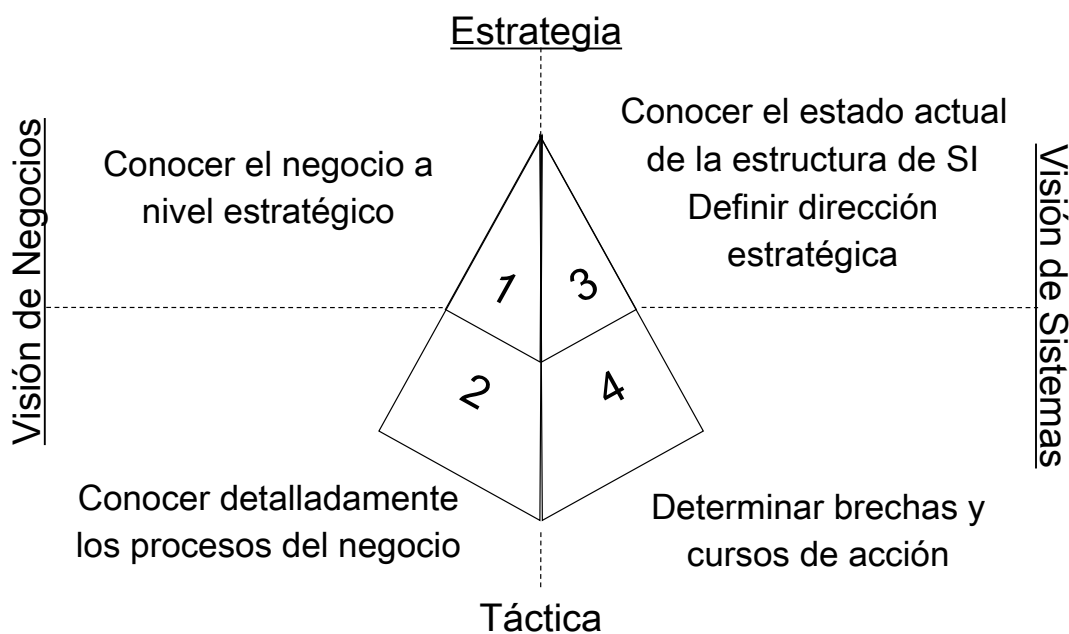 Estrategia
Visión de Negocios
Conocer el negocio a
nivel estratégico
Conocer el estado actual
de la estructura de SI
Definir dirección
estratégica
Visión de Sistemas
1
3
2
4
Conocer detalladamente
los procesos del negocio
Determinar brechas y
cursos de acción
Táctica